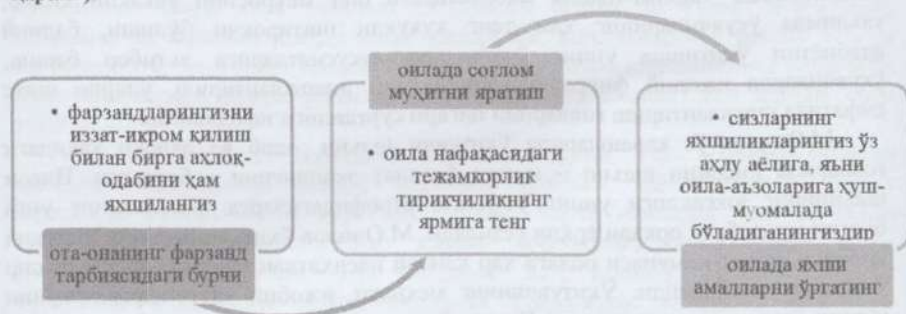 • фарзандларингизни
иззат-икром қилиш
билан бирга ахлоқ-
одабини ҳам
яхшилангиз
ота-онанинг фарзанд
тарбиясидаги бурчи
оилада соғлом
муҳитни яратиш
• оила нафақасидаги
тежамкорлик
тирикчиликнинг
ярмига тенг
• сизларнинг
яхшиликларингиз ўз
аҳлу аёлига, яъни
оила-аъзоларига ҳуш-
муомалада
бўладиганингиздир
оилада яхши
амалларни ўргатинг